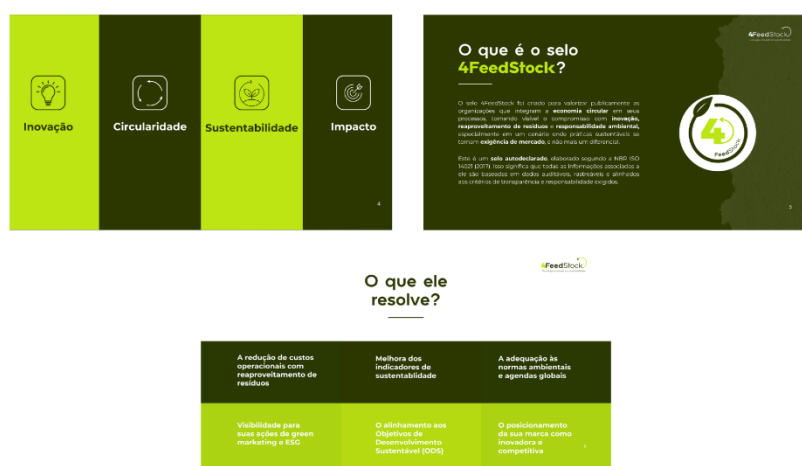 Inovação
Circularidade
Sustentabilidade
Impacto
4
4FeedStock
O que é o selo
4FeedStock?
O selo 4FeedStock foi criado para valorizar publicamente as
organizações que integram a economia circular em seus
processos, tornando visível o compromisso com inovação,
reaproveitamento de resíduos e responsabilidade ambiental,
especialmente em um cenário onde práticas sustentáveis se
tornam exigência de mercado, e não mais um diferencial.
Este é um selo autodeclarado, elaborado segundo a NBR ISO
14021 (2017). Isso significa que todas as informações associadas a
ele são baseadas em dados auditáveis, rastreáveis e alinhados
aos critérios de transparência e responsabilidade exigidos.
4
FeedStock
5
4FeedStock
O que ele
resolve?
A redução de custos
operacionais com
reaproveitamento de
resíduos
Melhora dos
indicadores de
sustentablidade
A adequação às
normas ambientais
e agendas globais
Visibilidade para
suas ações de green
marketing e ESG
O alinhamento aos
Objetivos de
Desenvolvimento
Sustentável (ODS)
O posicionamento
da sua marca como
inovadora e
competitiva